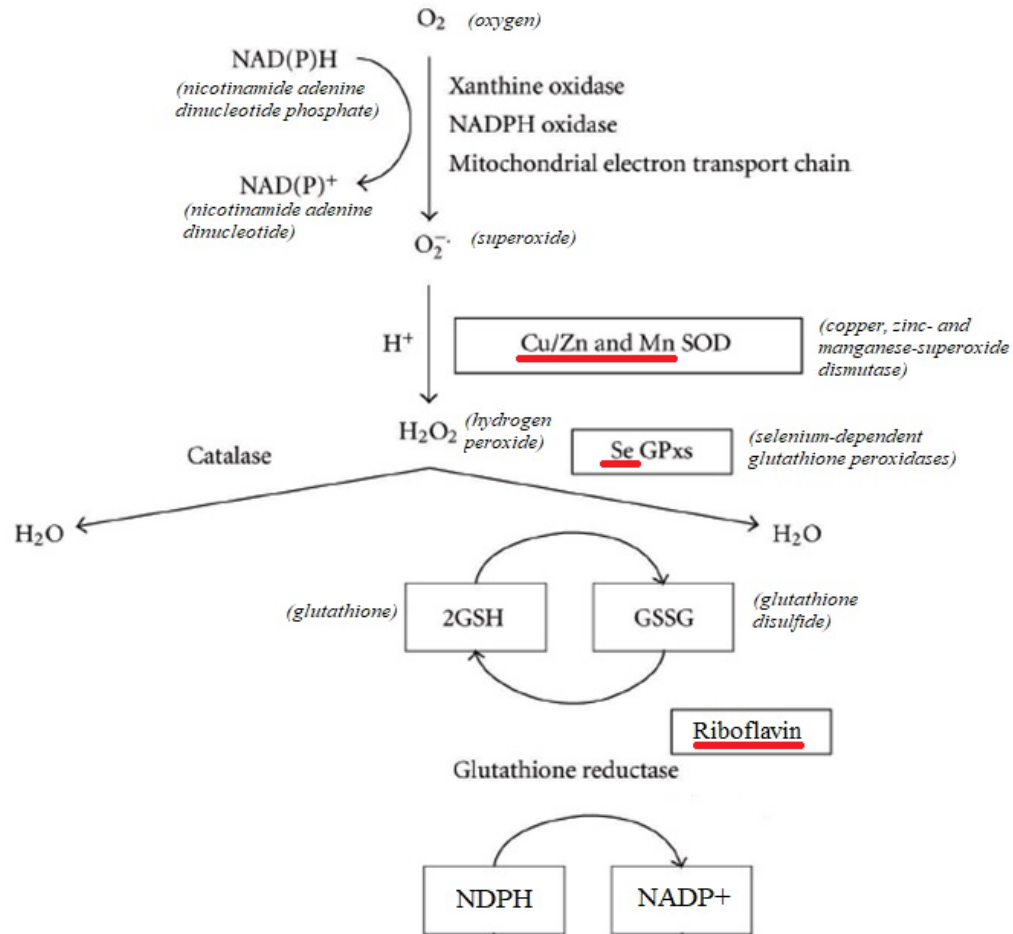 O₂ (oxygen)
NAD(P)H
(nicotinamide adenine
dinucleotide phosphate)
Xanthine oxidase
NADPH oxidase
Mitochondrial electron transport chain
NAD(P)⁺
(nicotinamide adenine
dinucleotide)
O₂⁻· (superoxide)
H⁺
Cu/Zn and Mn SOD
(copper, zinc- and
manganese-superoxide
dismutase)
H₂O₂ (hydrogen
peroxide)
Catalase
Se GPxs
(selenium-dependent
glutathione peroxidases)
H₂O
H₂O
(glutathione)
2GSH
GSSG
(glutathione
disulfide)
Riboflavin
Glutathione reductase
NDPH
NADP+